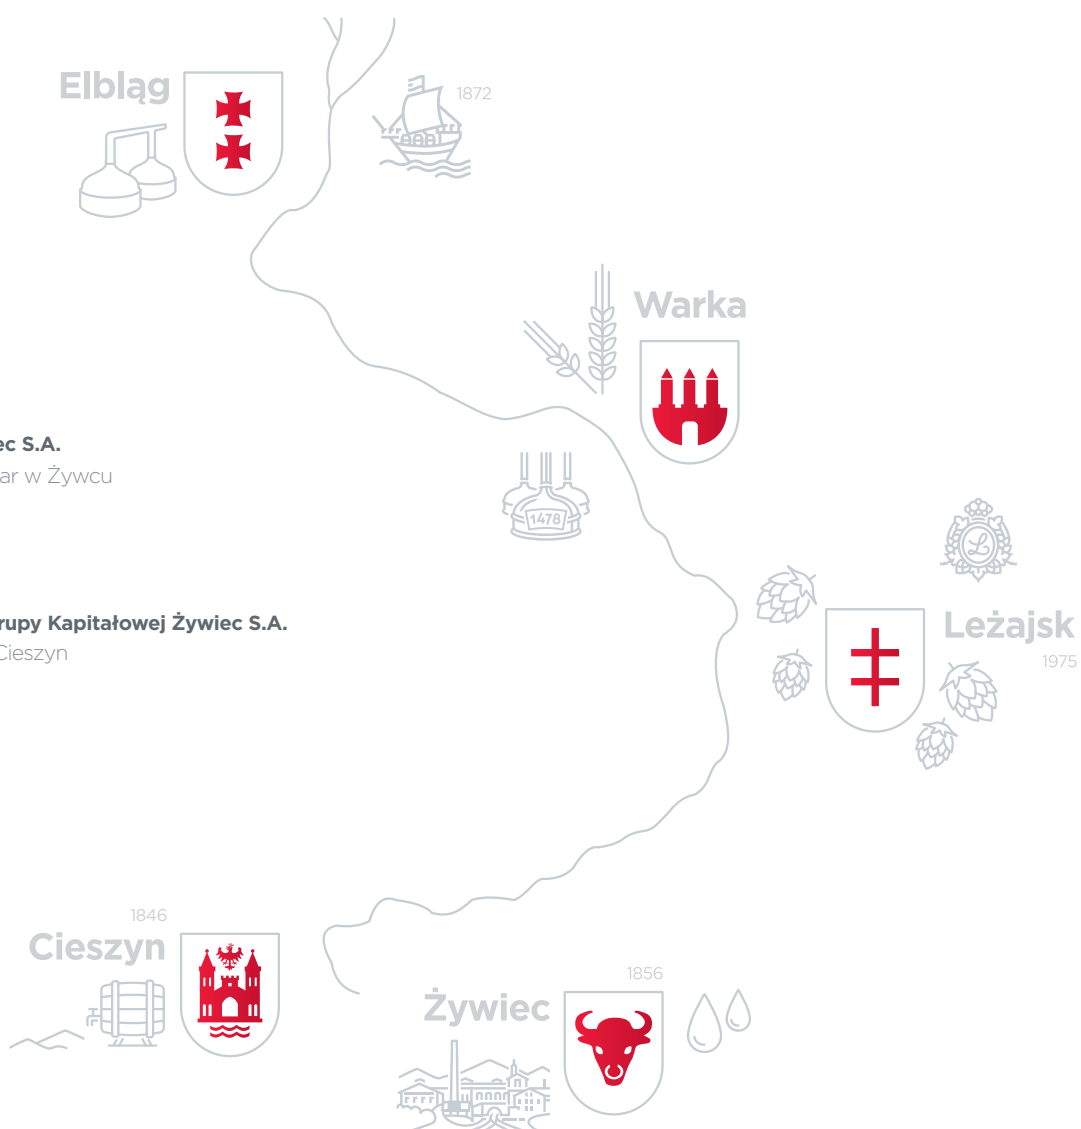 Elbląg
1872
Warka
ec S.A.
ar w Żywcu
1478
L
Leżajsk
1975
rupy Kapitałowej Żywiec S.A.
Cieszyn
1846
Cieszyn
1856
Żywiec